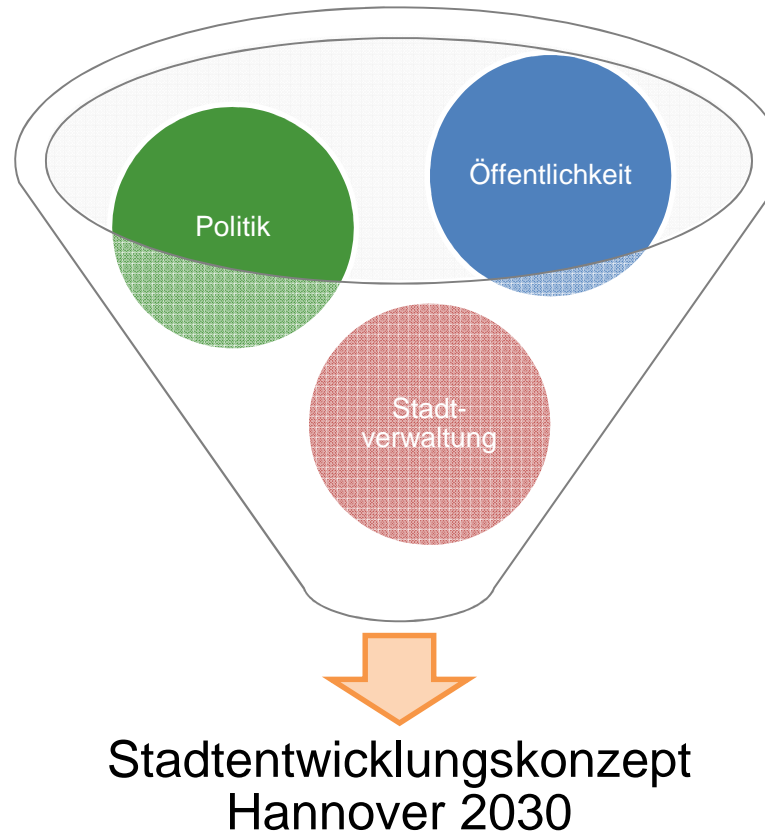 Politik
Öffentlichkeit
Stadt-
verwaltung
Stadtentwicklungskonzept
Hannover 2030